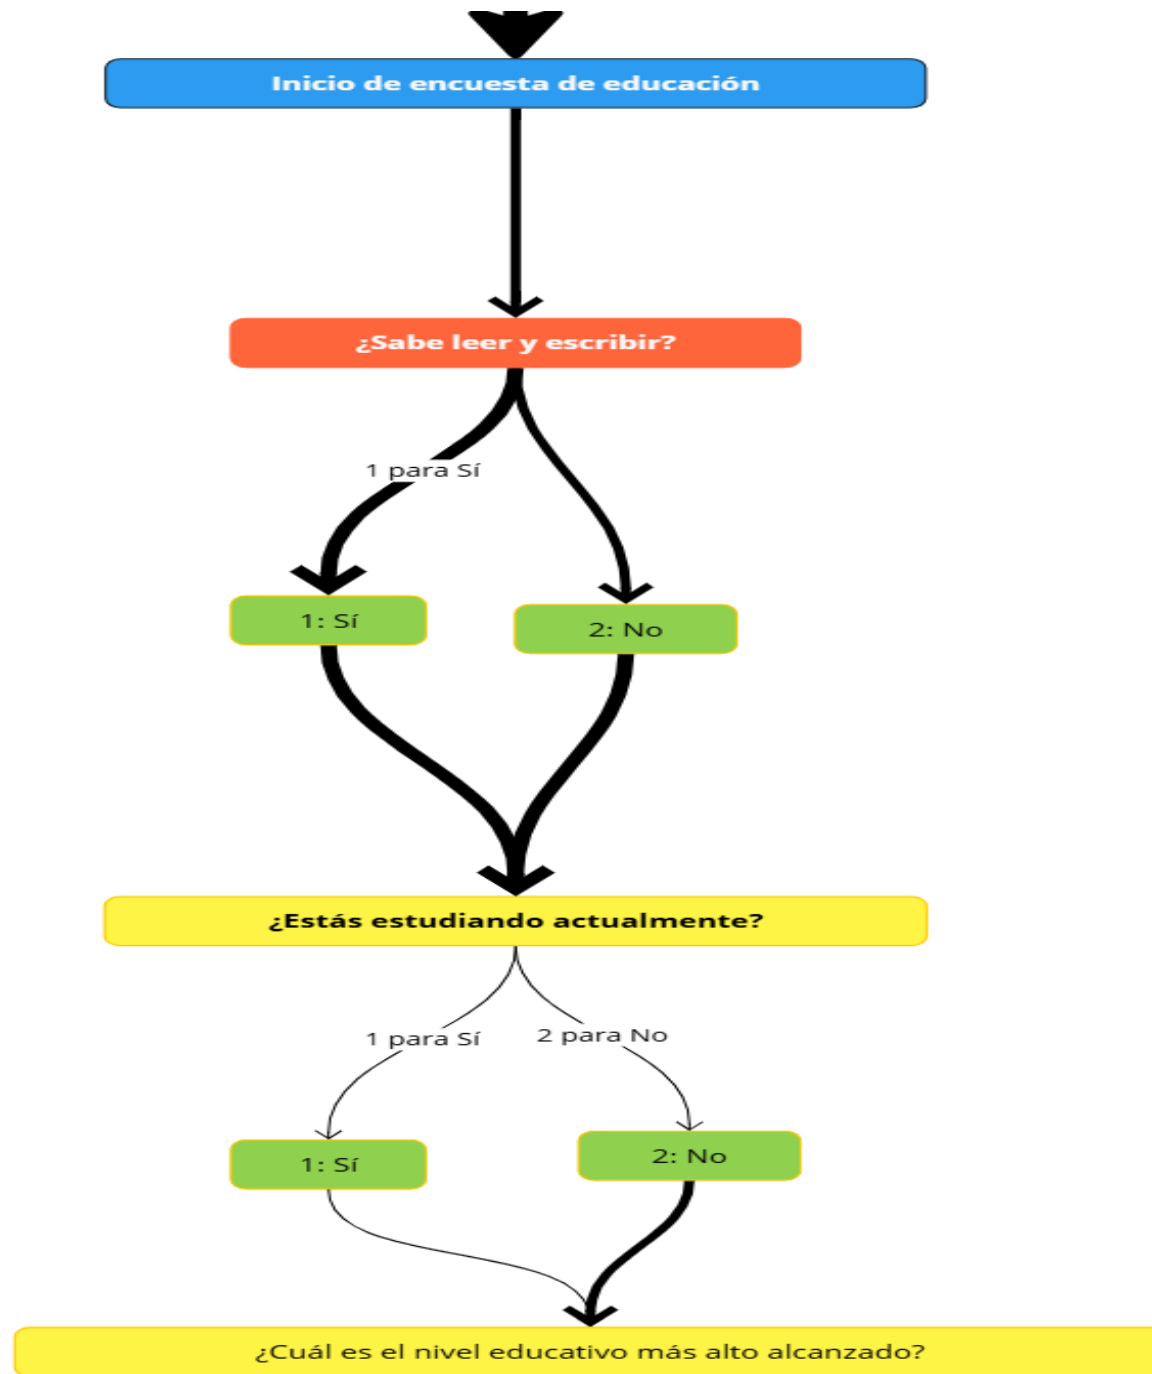 Inicio de encuesta de educación
¿Sabe leer y escribir?
1 para Sí
1: Sí
2: No
¿Estás estudiando actualmente?
1 para Sí
2 para No
1: Sí
2: No
¿Cuál es el nivel educativo más alto alcanzado?